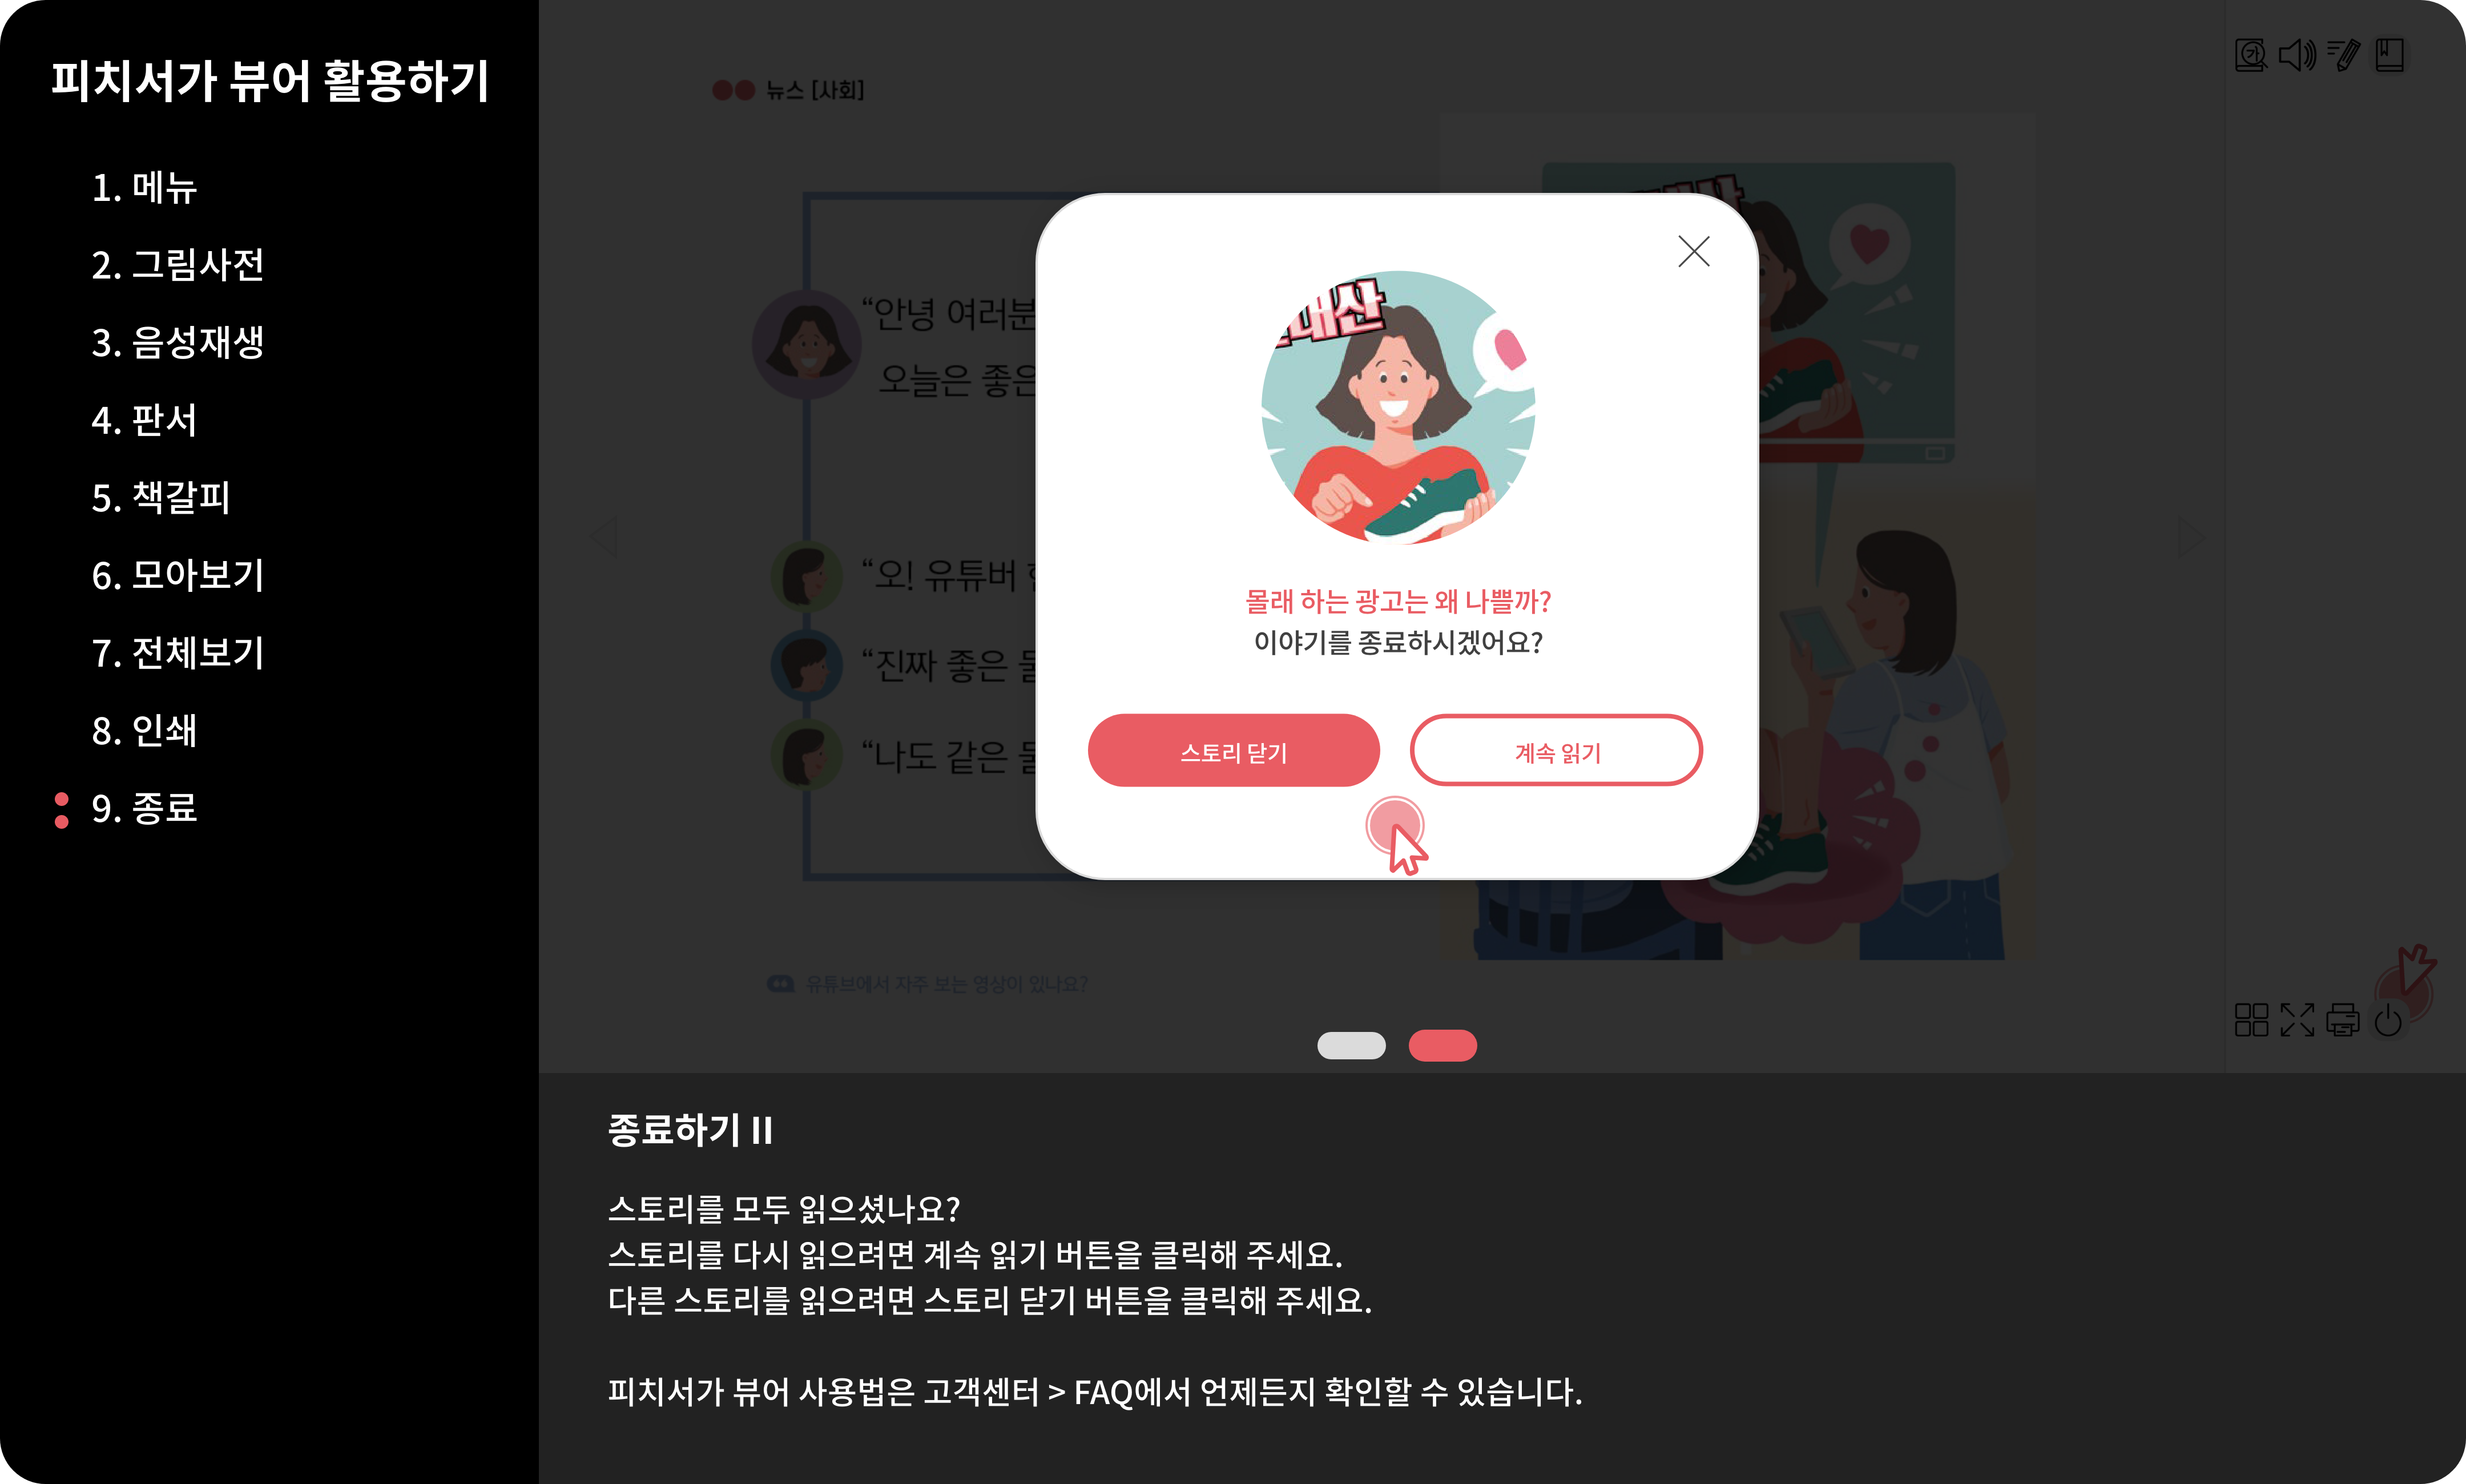 피치서가 뷰어 활용하기
1. 메뉴
2. 그림사전
3. 음성재생
4. 판서
5. 책갈피
6. 모아보기
7. 전체보기
8. 인쇄
9. 종료
뉴스 [사회]
“안녕 여러분
오늘은 좋은
“오! 유튜버
“진짜 좋은
“나도 같은
유튜브에서 자주 보는 영상이 있나요?
가
내산
몰래 하는 광고는 왜 나쁠까?
이야기를 종료하시겠어요?
스토리 닫기
계속 읽기
종료하기 II
스토리를 모두 읽으셨나요?
스토리를 다시 읽으려면 계속 읽기 버튼을 클릭해 주세요.
다른 스토리를 읽으려면 스토리 닫기 버튼을 클릭해 주세요.
피치서가 뷰어 사용법은 고객센터 > FAQ에서 언제든지 확인할 수 있습니다.